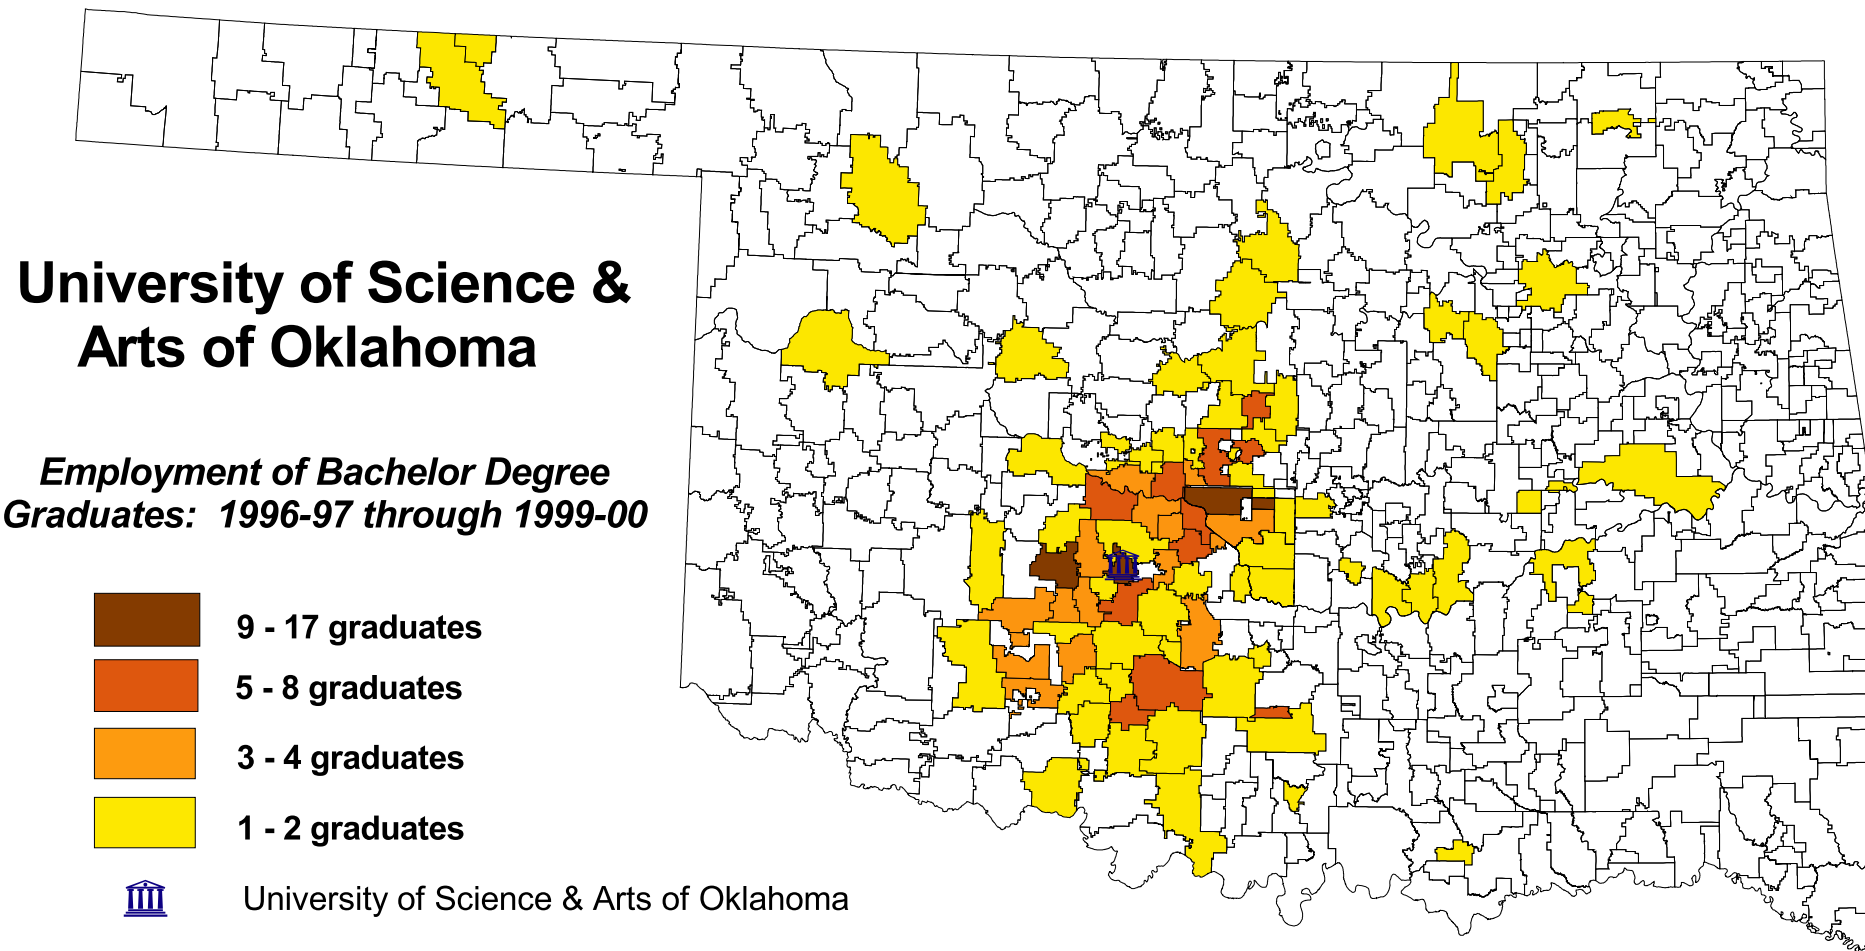 University of Science &
Arts of Oklahoma
Employment of Bachelor Degree
Graduates:  1996-97 through 1999-00
9 - 17 graduates
5 - 8 graduates
3 - 4 graduates
1 - 2 graduates
University of Science & Arts of Oklahoma